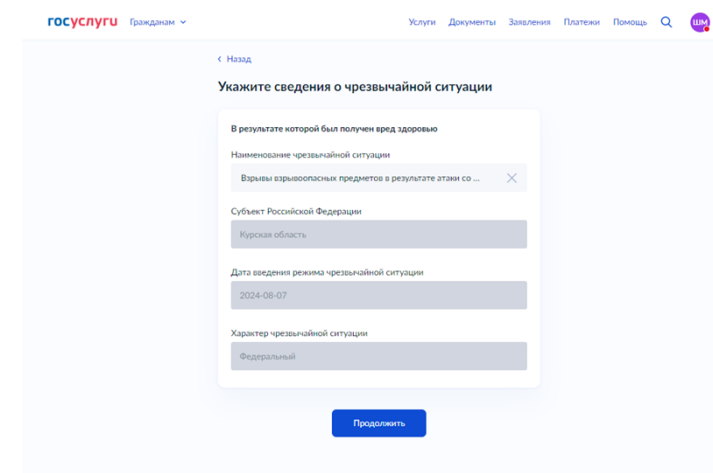 госуслуги Гражданам Услуги Документы Заявления Платежи Помощь ШМ
Назад
Укажите сведения о чрезвычайной ситуации
В результате которой был получен вред здоровью
Наименование чрезвычайной ситуации
Взрывы взрывоопасных предметов в результате атаки со ...
Субъект Российской Федерации
Курская область
Дата введения режима чрезвычайной ситуации
2024-08-07
Характер чрезвычайной ситуации
Федеральный
Продолжить